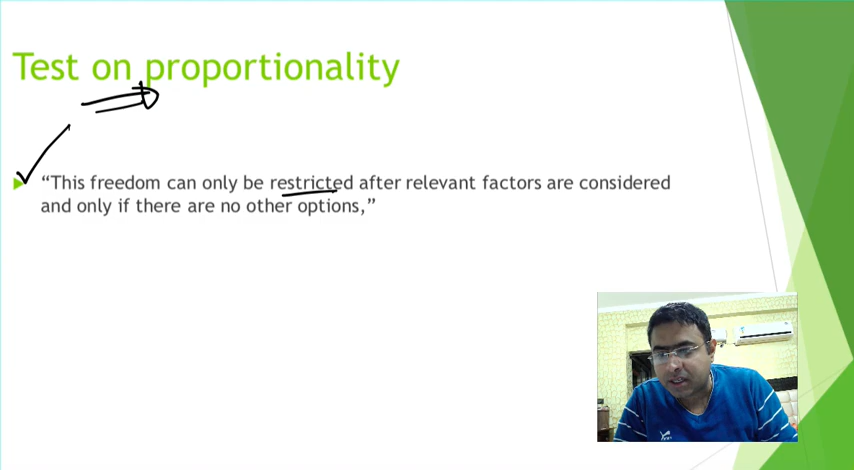 Test on proportionality
“This freedom can only be restricted after relevant factors are considered
and only if there are no other options,”